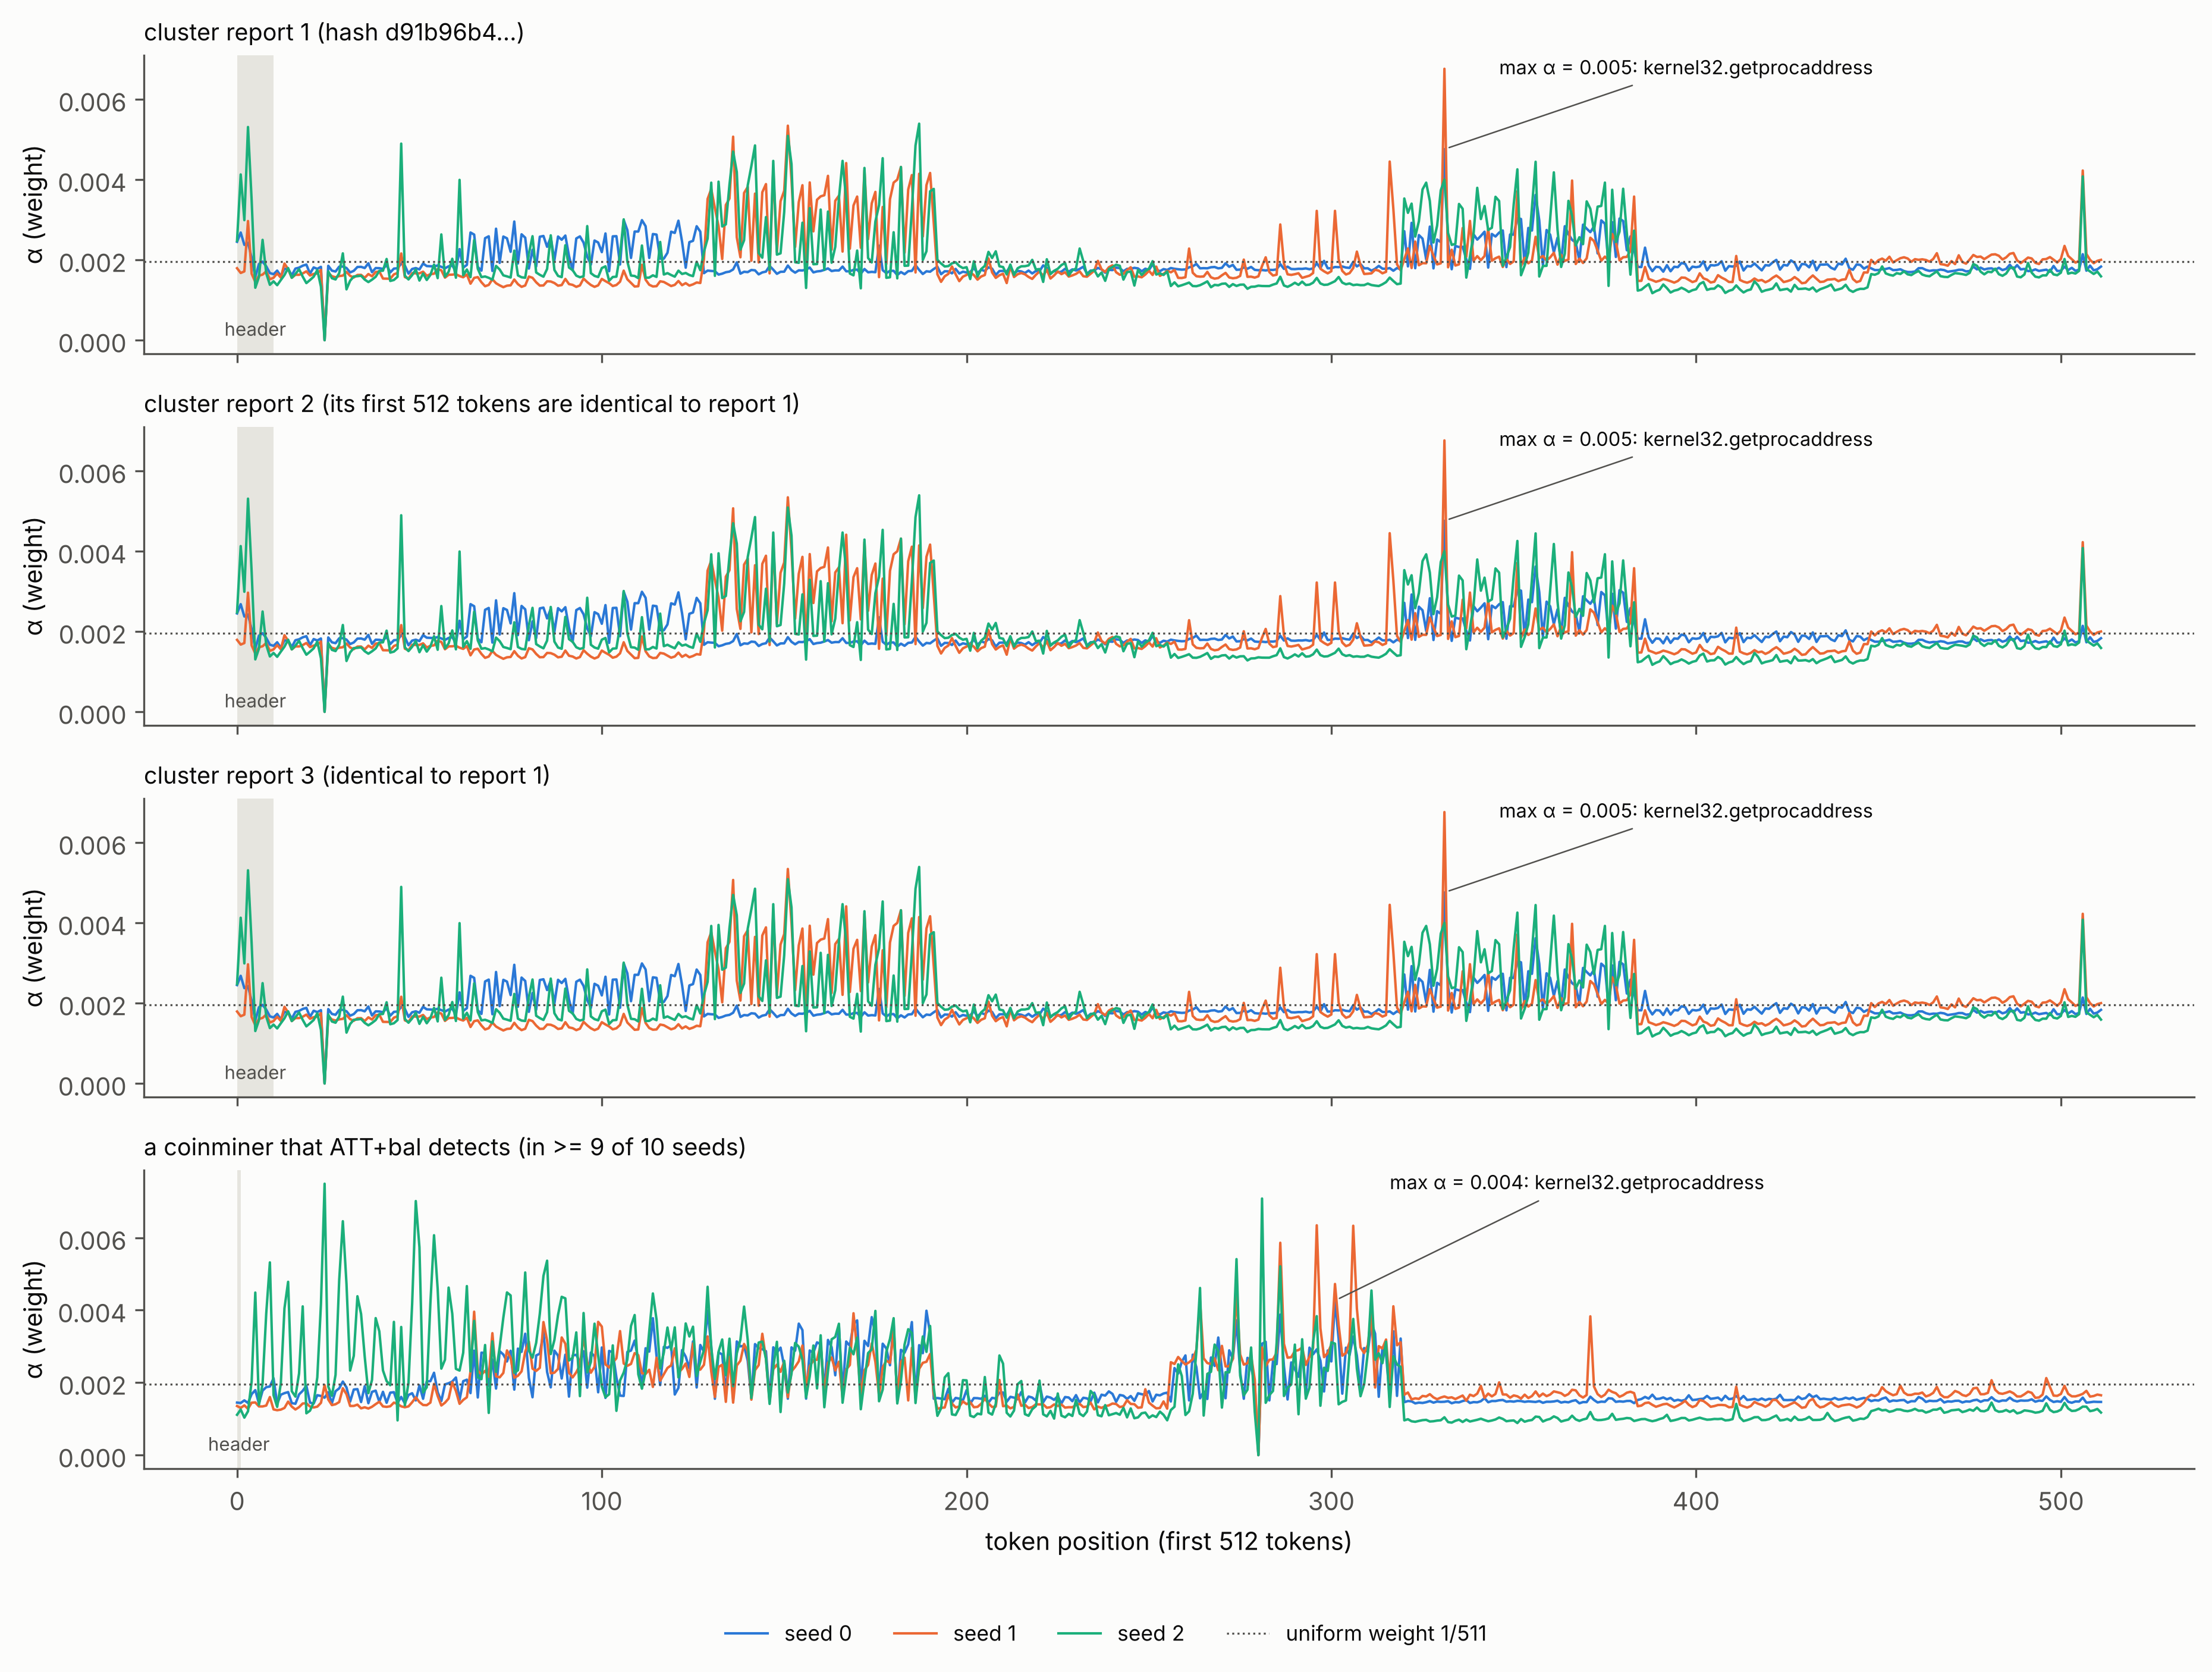 cluster report 1 (hash d91b96b4...)
max α = 0.005: kernel32.getprocaddress
α (weight)
0.006
0.004
0.002
0.000
header
cluster report 2 (its first 512 tokens are identical to report 1)
max α = 0.005: kernel32.getprocaddress
α (weight)
0.006
0.004
0.002
0.000
header
cluster report 3 (identical to report 1)
max α = 0.005: kernel32.getprocaddress
α (weight)
0.006
0.004
0.002
0.000
header
a coinminer that ATT+bal detects (in >= 9 of 10 seeds)
max α = 0.004: kernel32.getprocaddress
α (weight)
0.006
0.004
0.002
0.000
header
0 100 200 300 400 500
token position (first 512 tokens)
seed 0 seed 1 seed 2 uniform weight 1/511